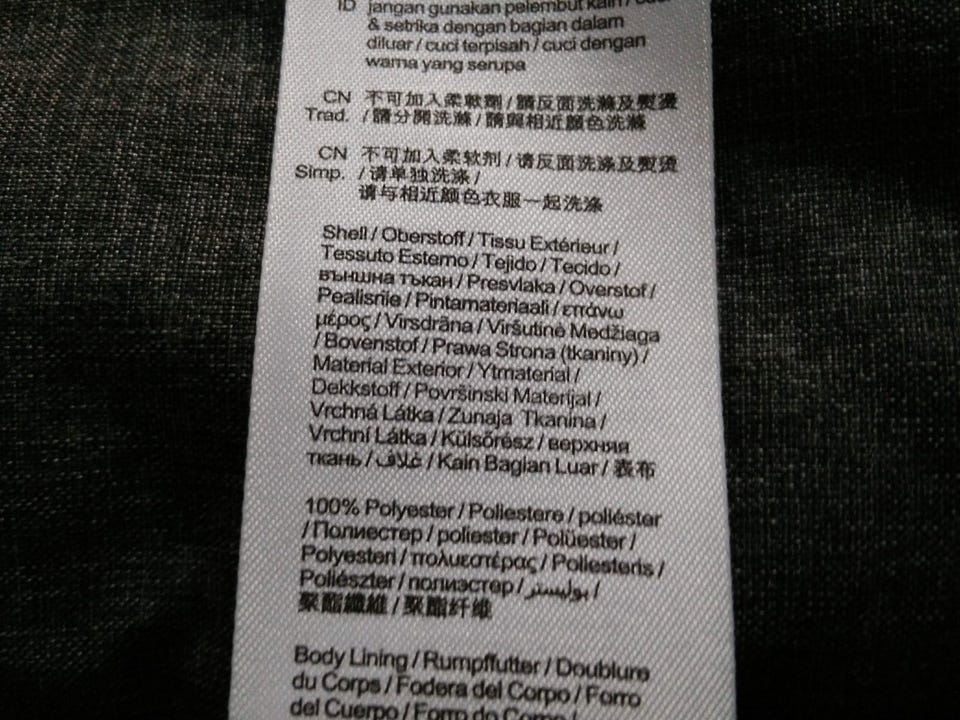 ID jangan gunakan pelembut kain / cuci
& setrika dengan bagian dalam
diluar / cuci terpisah / cuci dengan
warna yang serupa
CN 不可加入柔軟劑 / 請反面洗滌及熨燙
Trad. / 請分開洗滌 / 請與相近顏色洗滌
CN 不可加入柔软剂 / 请反面洗涤及熨烫
Simp. / 请单独洗涤 /
请与相近颜色衣服一起洗涤
Shell / Oberstoff / Tissu Extérieur /
Tessuto Esterno / Tejido / Tecido /
външна тъкан / Presvlaka / Overstof /
Pealisriie / Pintamateriaali / επάνω
μέρος / Virsdrāna / Viršutinė Medžiaga
/ Bovenstof / Prawa Strona (tkaniny) /
Material Exterior / Ytmaterial /
Dekkstoff / Površinski Materijal /
Vrchná Látka / Zunaja Tkanina /
Vrchní Látka / Külsőrész / верхняя
ткань / غلاف / Kain Bagian Luar / 表布
100% Polyester / Poliestere / poliéster
/ Полиестер / poliester / Polüester /
Polyesteri / πολυεστέρας / Poliesteris /
Poliészter / полиэстер / بوليستر /
聚酯纖維 / 聚酯纤维
Body Lining / Rumpffutter / Doublure
du Corps / Fodera del Corpo / Forro
del Cuerpo / Forro do Corpo /